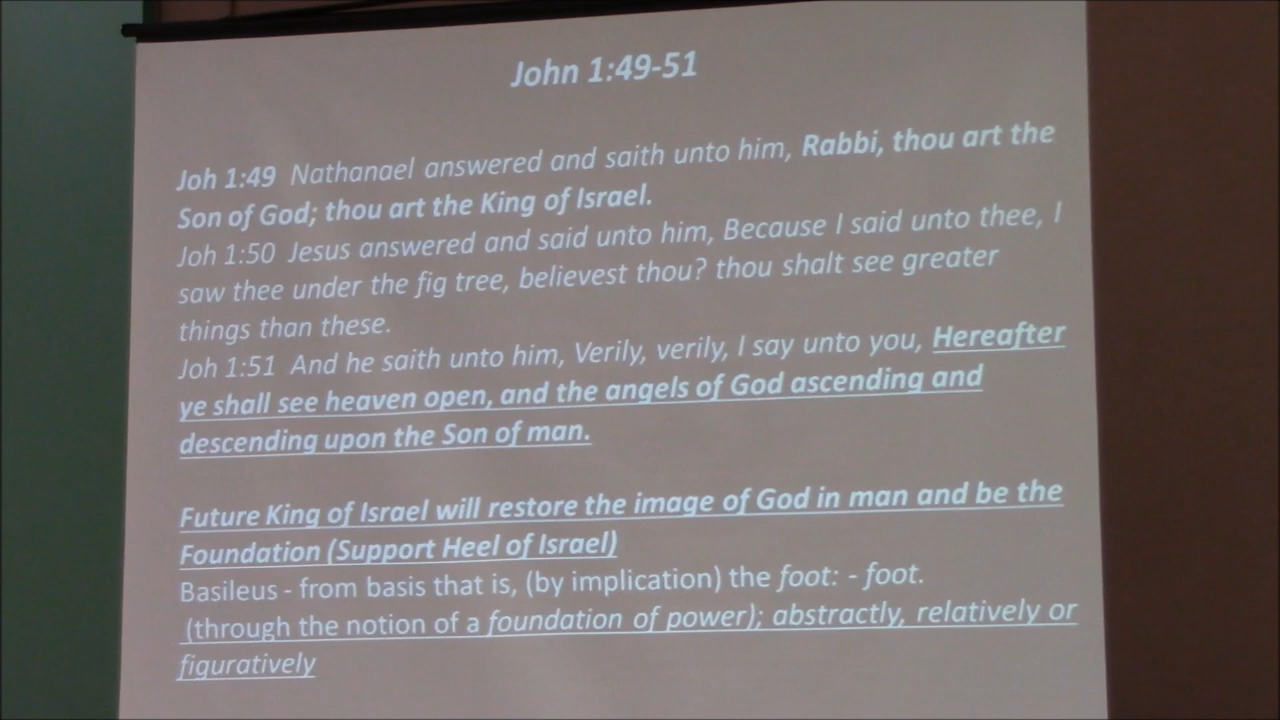 John 1:49-51
Joh 1:49 Nathanael answered and saith unto him, Rabbi, thou art the
Son of God; thou art the King of Israel.
Joh 1:50 Jesus answered and said unto him, Because I said unto thee, I
saw thee under the fig tree, believest thou? thou shalt see greater
things than these.
Joh 1:51 And he saith unto him, Verily, verily, I say unto you, Hereafter
ye shall see heaven open, and the angels of God ascending and
descending upon the Son of man.
Future King of Israel will restore the image of God in man and be the
Foundation (Support Heel of Israel)
Basileus - from basis that is, (by implication) the foot: - foot.
(through the notion of a foundation of power); abstractly, relatively or
figuratively